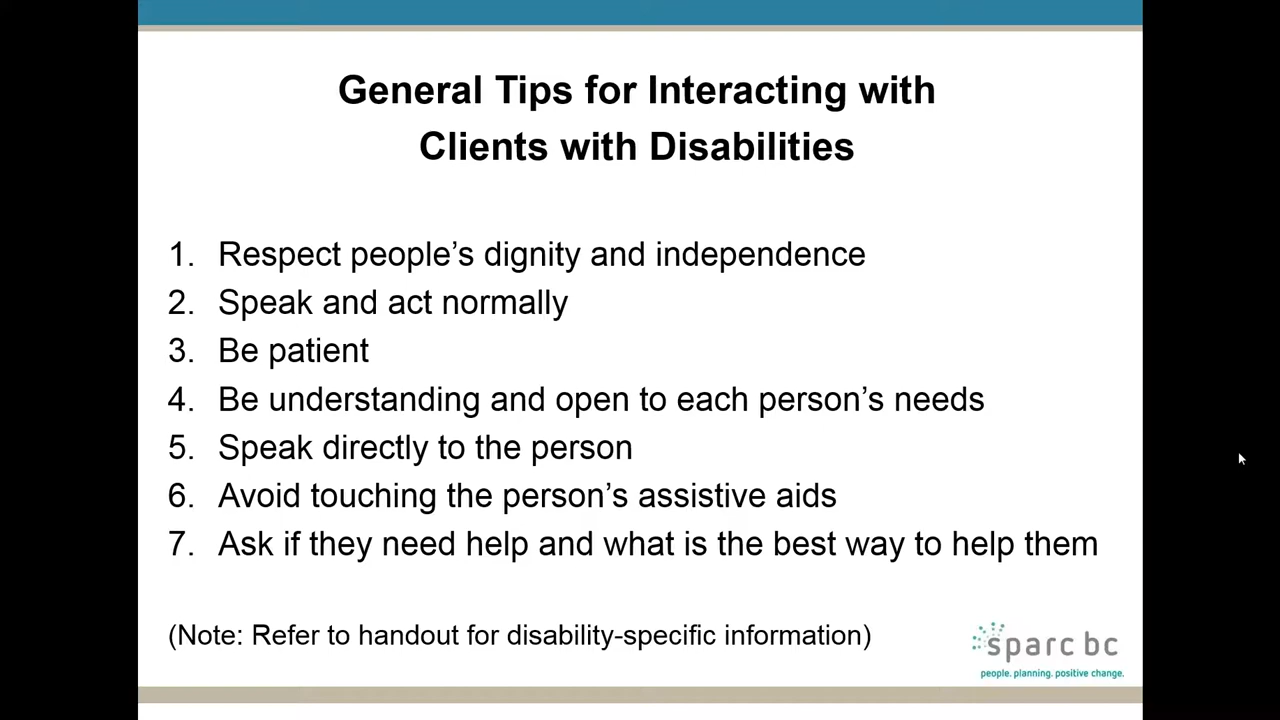 General Tips for Interacting with
Clients with Disabilities
1. Respect people’s dignity and independence
2. Speak and act normally
3. Be patient
4. Be understanding and open to each person’s needs
5. Speak directly to the person
6. Avoid touching the person’s assistive aids
7. Ask if they need help and what is the best way to help them
(Note: Refer to handout for disability-specific information)
sparc bc
people. planning. positive change.